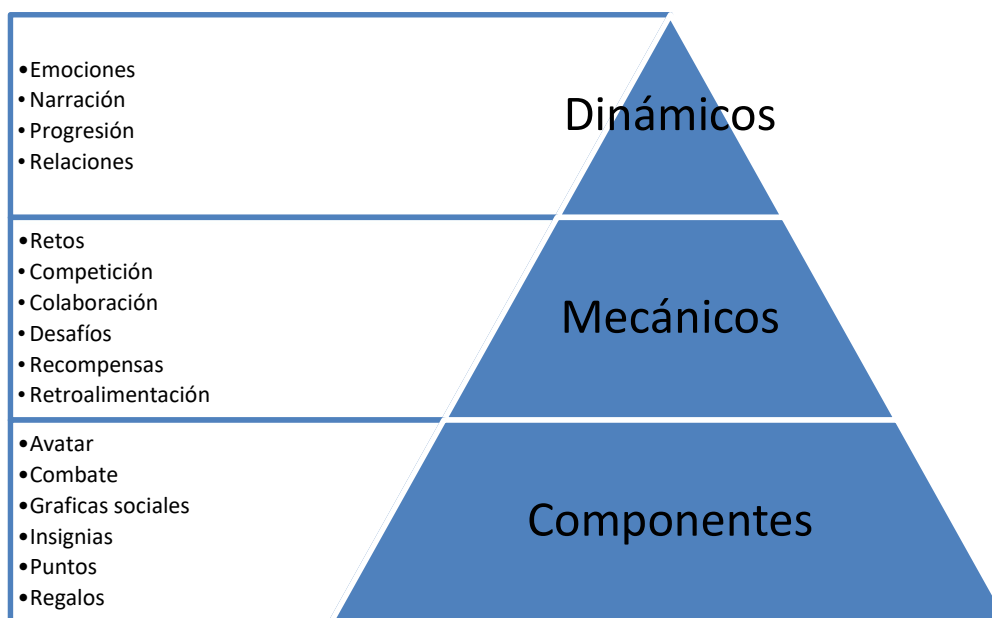 •Emociones
•Narración
•Progresión
•Relaciones
Dinámicos
•Retos
•Competición
•Colaboración
•Desafíos
•Recompensas
•Retroalimentación
Mecánicos
•Avatar
•Combate
•Graficas sociales
•Insignias
•Puntos
•Regalos
Componentes